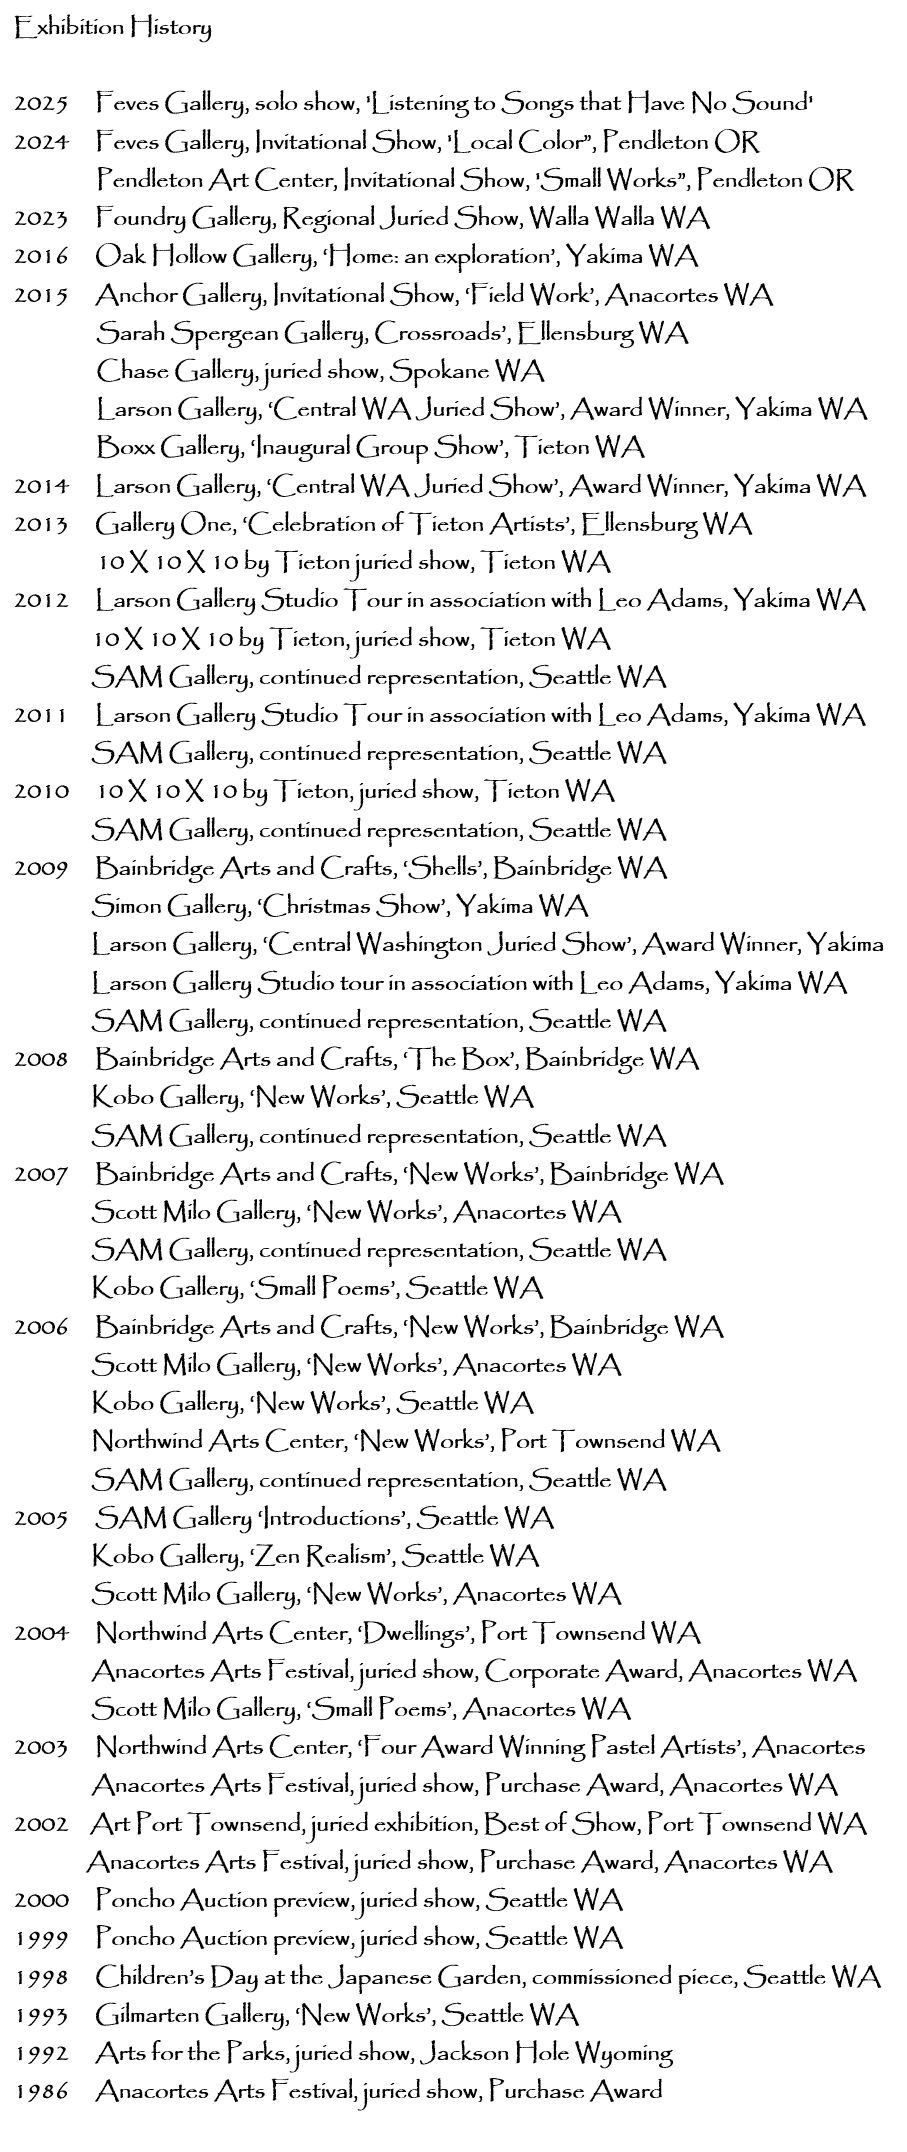 Exhibition History
2025 Feves Gallery, solo show, 'Listening to Songs that Have No Sound'
2024 Feves Gallery, Invitational Show, 'Local Color”, Pendleton OR
Pendleton Art Center, Invitational Show, 'Small Works”, Pendleton OR
2023 Foundry Gallery, Regional Juried Show, Walla Walla WA
2016 Oak Hollow Gallery, ‘Home: an exploration’, Yakima WA
2015 Anchor Gallery, Invitational Show, ‘Field Work’, Anacortes WA
Sarah Spergean Gallery, Crossroads’, Ellensburg WA
Chase Gallery, juried show, Spokane WA
Larson Gallery, ‘Central WA Juried Show’, Award Winner, Yakima WA
Boxx Gallery, ‘Inaugural Group Show’, Tieton WA
2014 Larson Gallery, ‘Central WA Juried Show’, Award Winner, Yakima WA
2013 Gallery One, ‘Celebration of Tieton Artists’, Ellensburg WA
10 X 10 X 10 by Tieton juried show, Tieton WA
2012 Larson Gallery Studio Tour in association with Leo Adams, Yakima WA
10 X 10 X 10 by Tieton, juried show, Tieton WA
SAM Gallery, continued representation, Seattle WA
2011 Larson Gallery Studio Tour in association with Leo Adams, Yakima WA
SAM Gallery, continued representation, Seattle WA
2010 10 X 10 X 10 by Tieton, juried show, Tieton WA
SAM Gallery, continued representation, Seattle WA
2009 Bainbridge Arts and Crafts, ‘Shells’, Bainbridge WA
Simon Gallery, ‘Christmas Show’, Yakima WA
Larson Gallery, ‘Central Washington Juried Show’, Award Winner, Yakima
Larson Gallery Studio tour in association with Leo Adams, Yakima WA
SAM Gallery, continued representation, Seattle WA
2008 Bainbridge Arts and Crafts, ‘The Box’, Bainbridge WA
Kobo Gallery, ‘New Works’, Seattle WA
SAM Gallery, continued representation, Seattle WA
2007 Bainbridge Arts and Crafts, ‘New Works’, Bainbridge WA
Scott Milo Gallery, ‘New Works’, Anacortes WA
SAM Gallery, continued representation, Seattle WA
Kobo Gallery, ‘Small Poems’, Seattle WA
2006 Bainbridge Arts and Crafts, ‘New Works’, Bainbridge WA
Scott Milo Gallery, ‘New Works’, Anacortes WA
Kobo Gallery, ‘New Works’, Seattle WA
Northwind Arts Center, ‘New Works’, Port Townsend WA
SAM Gallery, continued representation, Seattle WA
2005 SAM Gallery ‘Introductions’, Seattle WA
Kobo Gallery, ‘Zen Realism’, Seattle WA
Scott Milo Gallery, ‘New Works’, Anacortes WA
2004 Northwind Arts Center, ‘Dwellings’, Port Townsend WA
Anacortes Arts Festival, juried show, Corporate Award, Anacortes WA
Scott Milo Gallery, ‘Small Poems’, Anacortes WA
2003 Northwind Arts Center, ‘Four Award Winning Pastel Artists’, Anacortes
Anacortes Arts Festival, juried show, Purchase Award, Anacortes WA
2002 Art Port Townsend, juried exhibition, Best of Show, Port Townsend WA
Anacortes Arts Festival, juried show, Purchase Award, Anacortes WA
2000 Poncho Auction preview, juried show, Seattle WA
1999 Poncho Auction preview, juried show, Seattle WA
1998 Children’s Day at the Japanese Garden, commissioned piece, Seattle WA
1993 Gilmarten Gallery, ‘New Works’, Seattle WA
1992 Arts for the Parks, juried show, Jackson Hole Wyoming
1986 Anacortes Arts Festival, juried show, Purchase Award